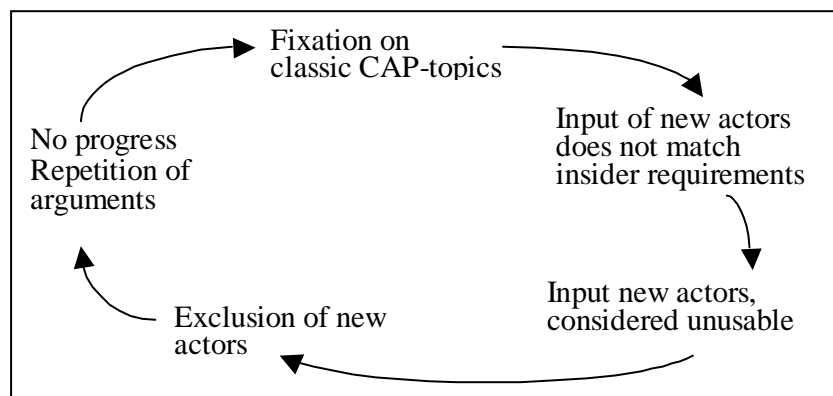 Fixation on
classic CAP-topics
Input of new actors
does not match
insider requirements
Input new actors,
considered unusable
Exclusion of new
actors
No progress
Repetition of
arguments